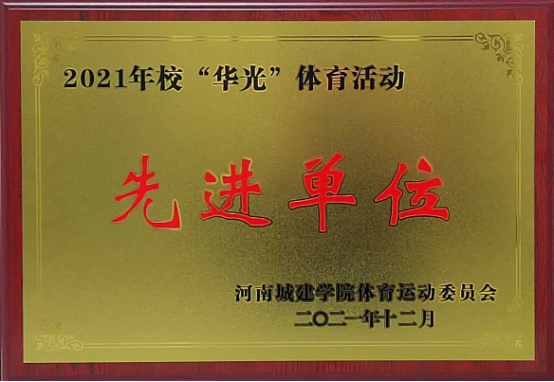 2021年校“华光”体育活动
先进单位
河南城建学院体育运动委员会
二〇二一年十二月